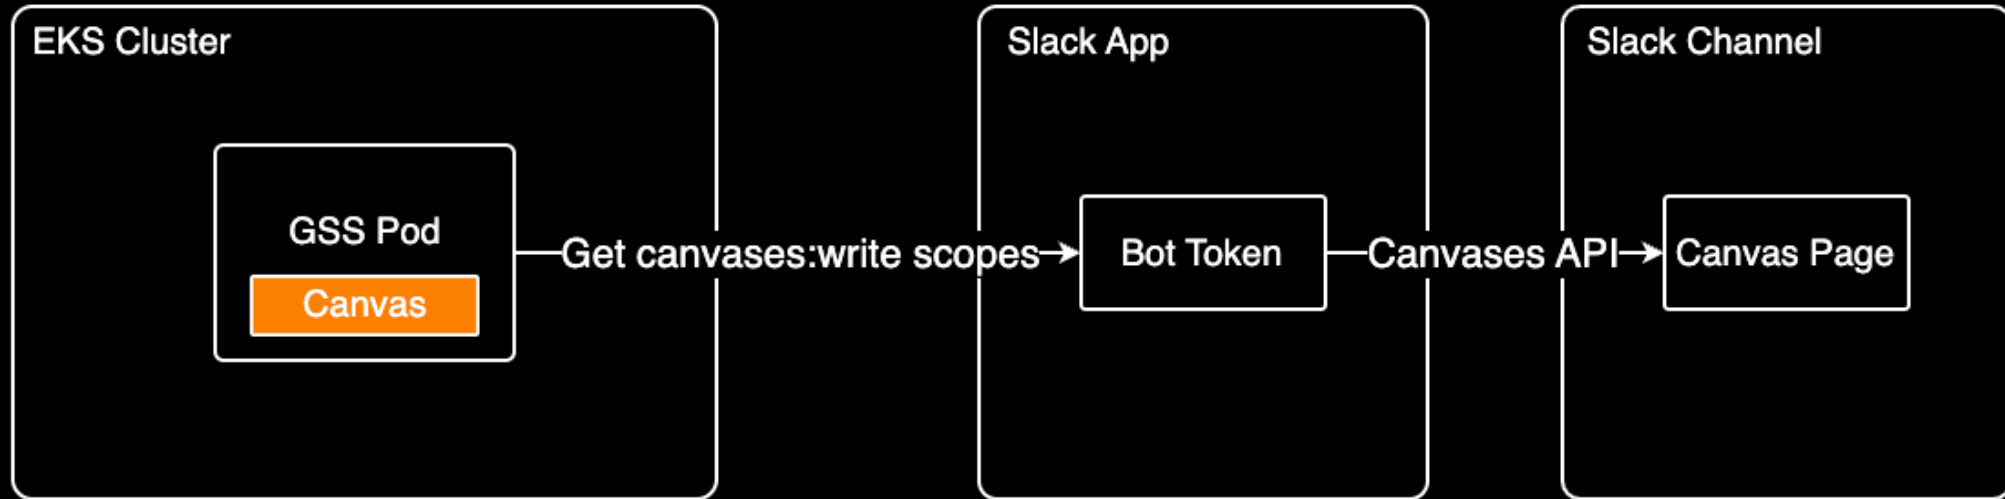 EKS Cluster
GSS Pod
Canvas
Get canvases:write scopes
Slack App
Bot Token
Canvases API
Slack Channel
Canvas Page